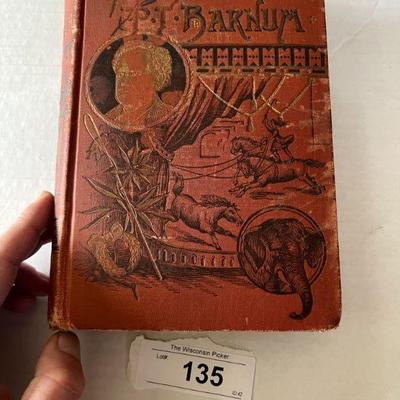 P.T. BARNUM
The Wisconsin Picker
Lot#
135